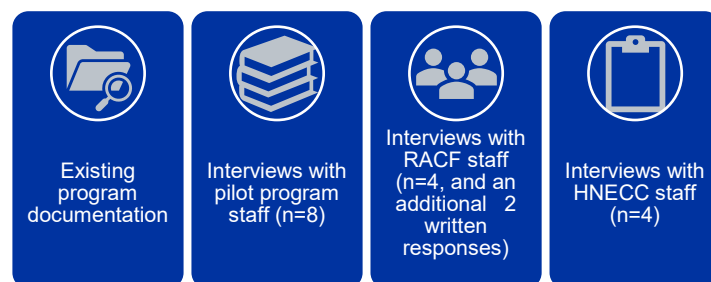 Existing
program
documentation
Interviews with
pilot program
staff (n=8)
Interviews with
RACF staff
(n=4, and an
additional 2
written
responses)
Interviews with
HNECC staff
(n=4)